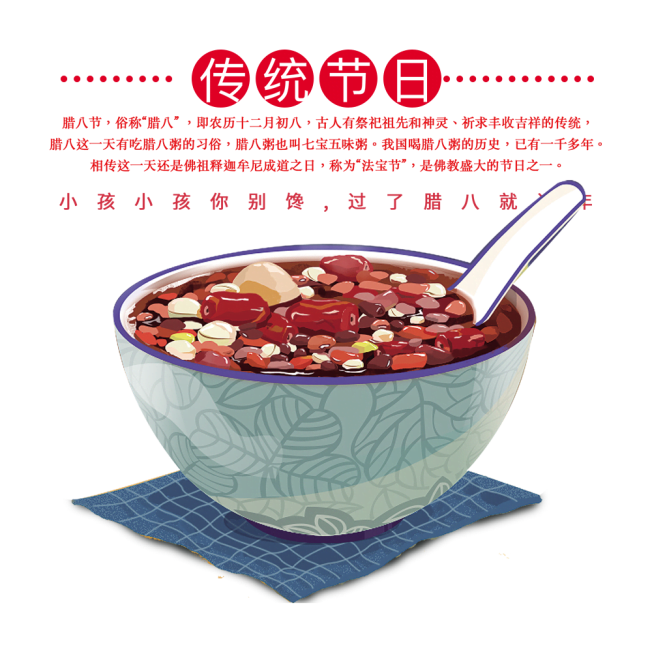 传统节日
腊八节，俗称“腊八”，即农历十二月初八，古人有祭祀祖先和神灵、祈求丰收吉祥的传统，
腊八这一天有吃腊八粥的习俗，腊八粥也叫七宝五味粥。我国喝腊八粥的历史，已有一千多年。
相传这一天还是佛祖释迦牟尼成道之日，称为“法宝节”，是佛教盛大的节日之一。
小孩小孩你别馋，过了腊八就